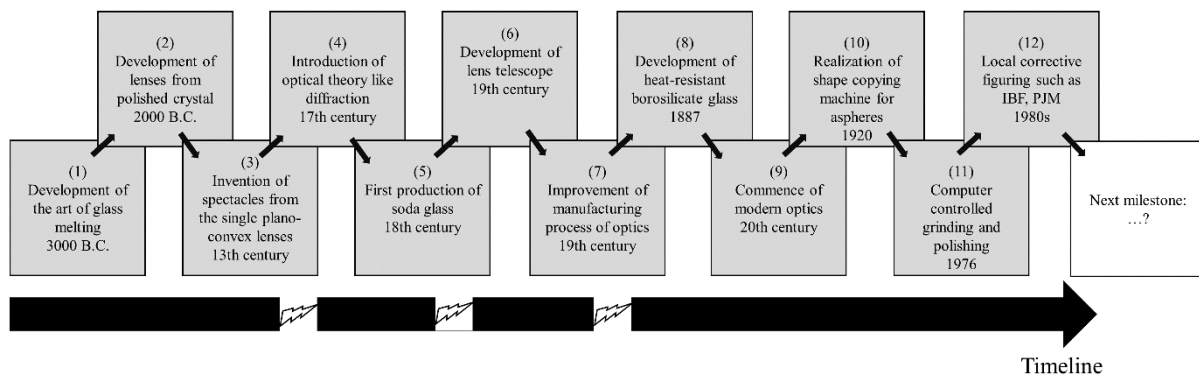 (1)
Development of
the art of glass
melting
3000 B.C.
(2)
Development of
lenses from
polished crystal
2000 B.C.
(3)
Invention of
spectacles from
the single plano-
convex lenses
13th century
(4)
Introduction of
optical theory like
diffraction
17th century
(5)
First production of
soda glass
18th century
(6)
Development of
lens telescope
19th century
(7)
Improvement of
manufacturing
process of optics
19th century
(8)
Development of
heat-resistant
borosilicate glass
1887
(9)
Commence of
modern optics
20th century
(10)
Realization of
shape copying
machine for
aspheres
1920
(11)
Computer
controlled
grinding and
polishing
1976
(12)
Local corrective
figuring such as
IBF, PJM
1980s
Next milestone:
…?
Timeline